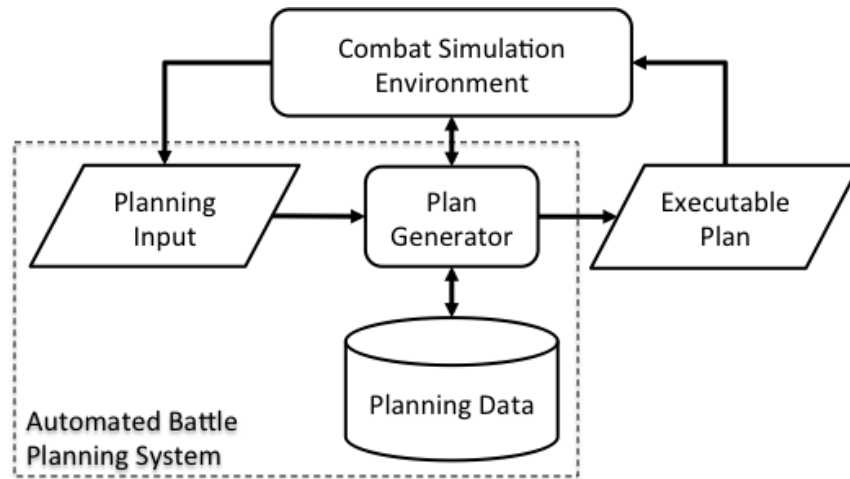 Combat Simulation
Environment
Planning
Input
Plan
Generator
Executable
Plan
Planning Data
Automated Battle
Planning System